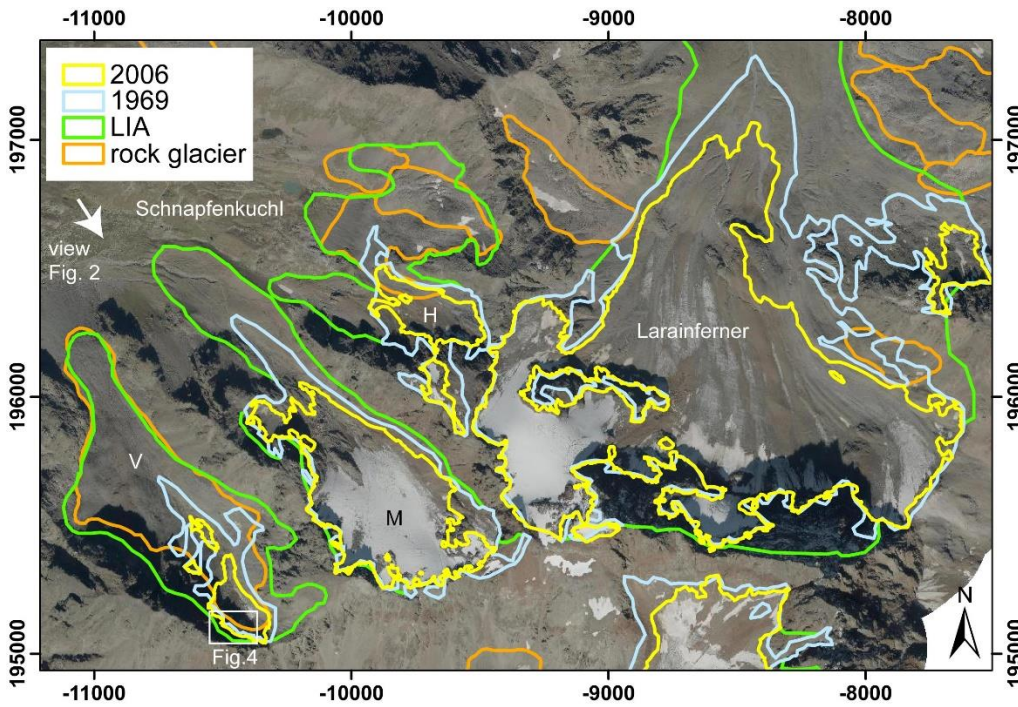 -11000 -10000 -9000 -8000
2006
1969
LIA
rock glacier
197000
197000
Schnapfenkuchl
view
Fig. 2
H
Larainferner
196000
196000
V
M
N
195000
195000
Fig.4
-11000 -10000 -9000 -8000